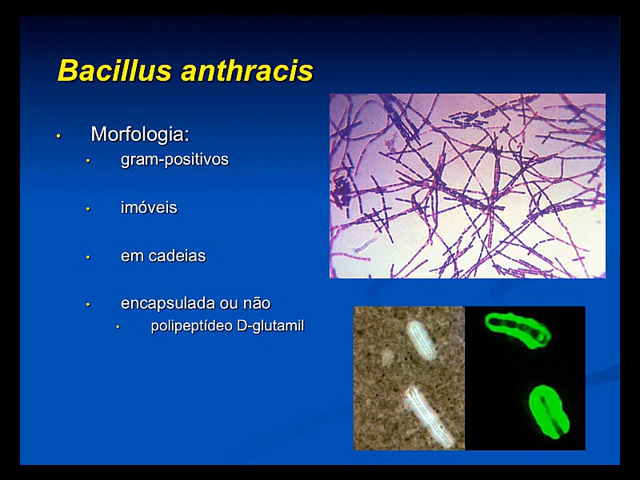 Bacillus anthracis
Morfologia:
gram-positivos
imóveis
em cadeias
encapsulada ou não
polipeptídeo D-glutamil